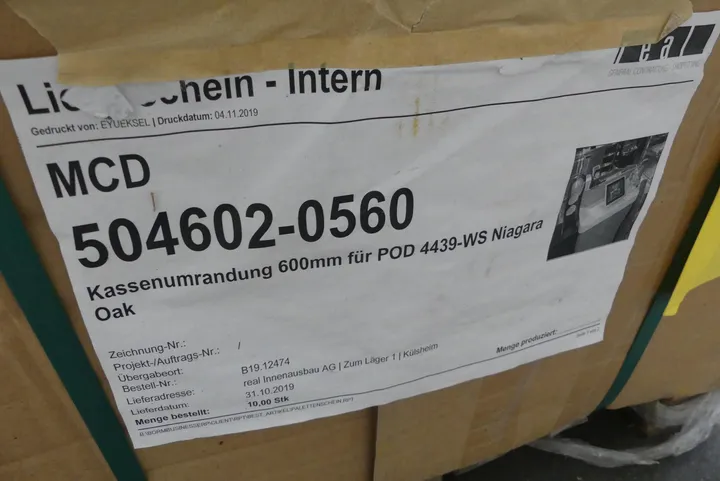 Li schein - Intern
Gedruckt von: EYUEKSEL | Druckdatum: 04.11.2019
MCD
504602-0560
Kassenumrandung 600mm für POD 4439-WS Niagara
Oak
Zeichnung-Nr.: /
Projekt-/Auftrags-Nr.:
Übergabeort: B19.12474
Bestell-Nr.: real Innenausbau AG | Zum Läger 1 | Külsheim
Lieferadresse: 31.10.2019
Lieferdatum: 10,00 Stk
Menge bestellt:
Menge produziert: